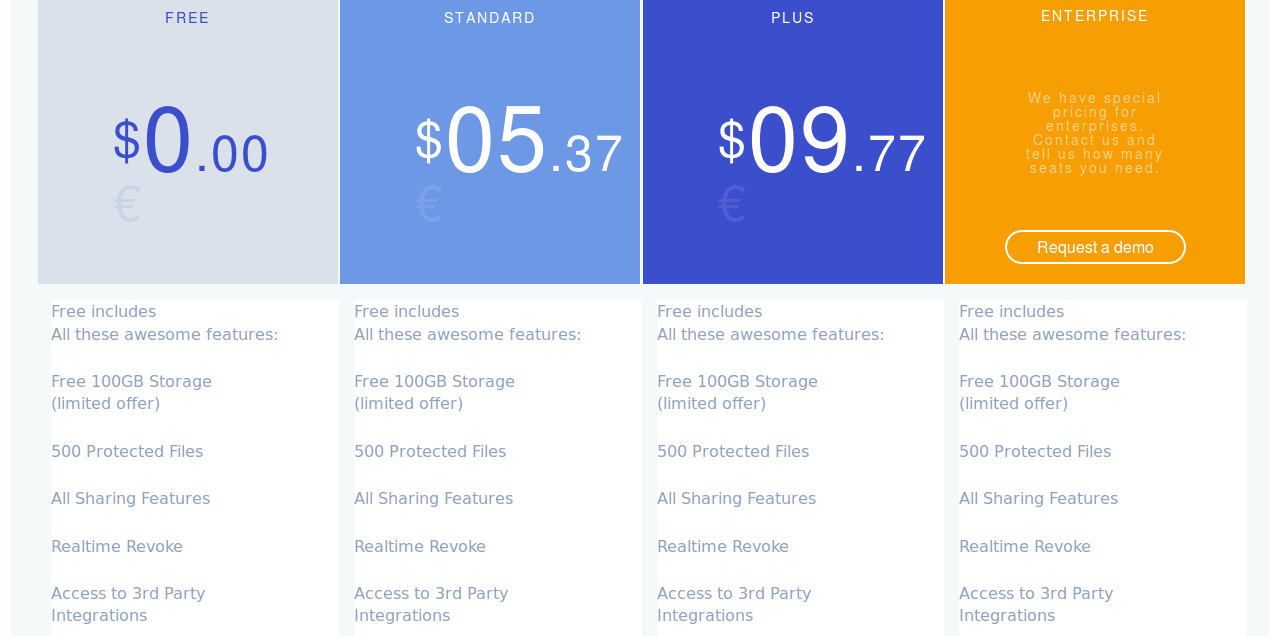 FREE
$0.00
€
Free includes
All these awesome features:
Free 100GB Storage
(limited offer)
500 Protected Files
All Sharing Features
Realtime Revoke
Access to 3rd Party
Integrations
STANDARD
$05.37
€
Free includes
All these awesome features:
Free 100GB Storage
(limited offer)
500 Protected Files
All Sharing Features
Realtime Revoke
Access to 3rd Party
Integrations
PLUS
$09.77
€
Free includes
All these awesome features:
Free 100GB Storage
(limited offer)
500 Protected Files
All Sharing Features
Realtime Revoke
Access to 3rd Party
Integrations
ENTERPRISE
We have special
pricing for
enterprises.
Contact us and
tell us how many
seats you need.
Request a demo
Free includes
All these awesome features:
Free 100GB Storage
(limited offer)
500 Protected Files
All Sharing Features
Realtime Revoke
Access to 3rd Party
Integrations